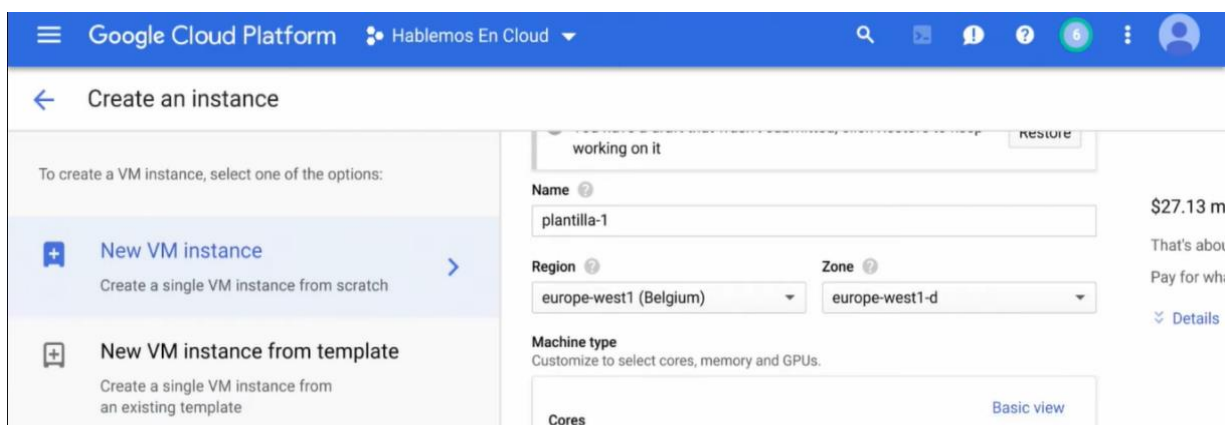 Google Cloud Platform
Hablemos En Cloud
6
Create an instance
To create a VM instance, select one of the options:
New VM instance
Create a single VM instance from scratch
New VM instance from template
Create a single VM instance from
an existing template
working on it
Restore
Name
plantilla-1
Region
Zone
europe-west1 (Belgium)
europe-west1-d
Machine type
Customize to select cores, memory and GPUs.
Cores
Basic view
$27.13 m
That's abou
Pay for wha
Details